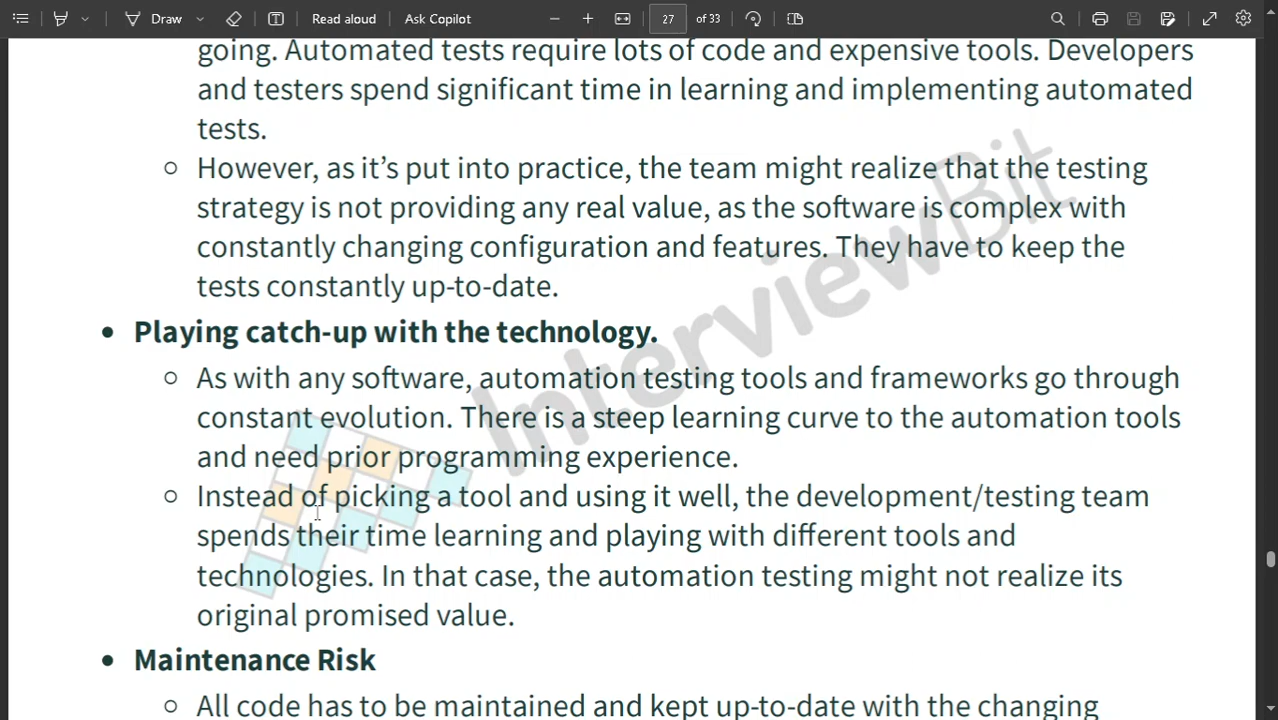 Draw
Read aloud
Ask Copilot
27 of 33
going. Automated tests require lots of code and expensive tools. Developers
and testers spend significant time in learning and implementing automated
tests.
However, as it’s put into practice, the team might realize that the testing
strategy is not providing any real value, as the software is complex with
constantly changing configuration and features. They have to keep the
tests constantly up-to-date.
Playing catch-up with the technology.
As with any software, automation testing tools and frameworks go through
constant evolution. There is a steep learning curve to the automation tools
and need prior programming experience.
Instead of picking a tool and using it well, the development/testing team
spends their time learning and playing with different tools and
technologies. In that case, the automation testing might not realize its
original promised value.
Maintenance Risk
All code has to be maintained and kept up-to-date with the changing
InterviewBit